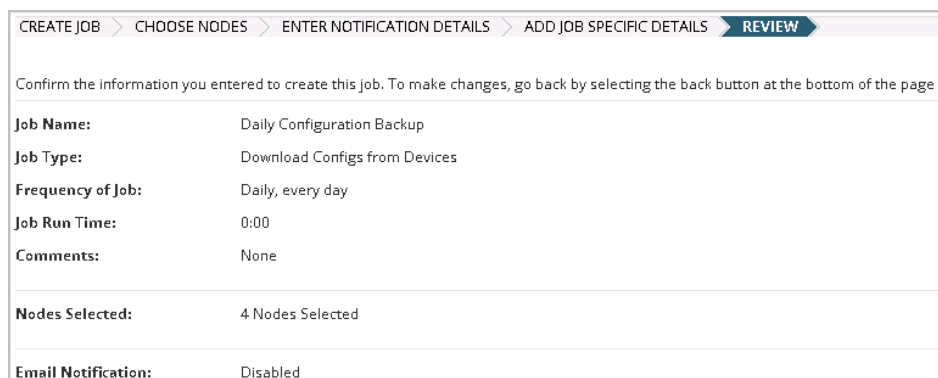 CREATE JOB CHOOSE NODES ENTER NOTIFICATION DETAILS ADD JOB SPECIFIC DETAILS REVIEW
Confirm the information you entered to create this job. To make changes, go back by selecting the back button at the bottom of the page
Job Name: Daily Configuration Backup
Job Type: Download Configs from Devices
Frequency of Job: Daily, every day
Job Run Time: 0:00
Comments: None
Nodes Selected: 4 Nodes Selected
Email Notification: Disabled